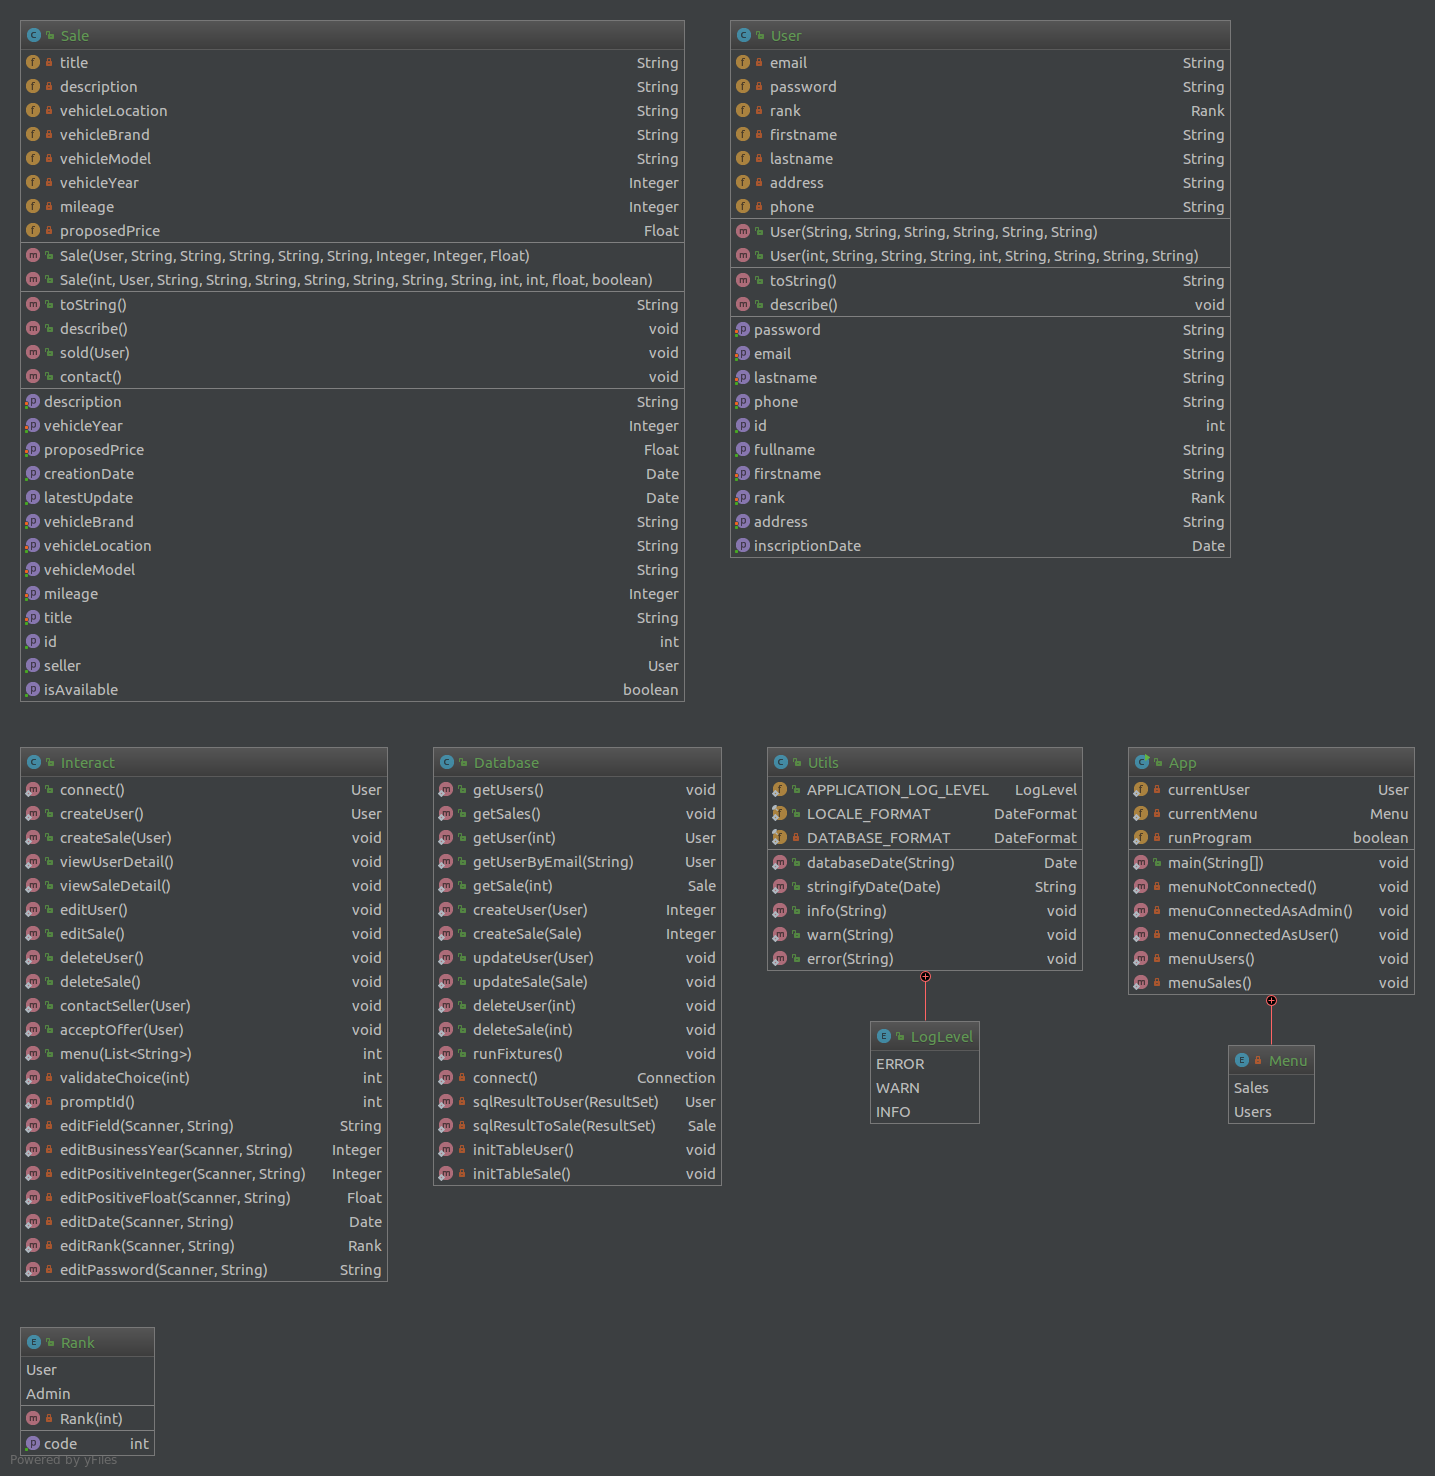 Sale
title String
description String
vehicleLocation String
vehicleBrand String
vehicleModel String
vehicleYear Integer
mileage Integer
proposedPrice Float
Sale(User, String, String, String, String, String, Integer, Integer, Float)
Sale(int, User, String, String, String, String, String, String, String, int, int, float, boolean)
toString() String
describe() void
sold(User) void
contact() void
description String
vehicleYear Integer
proposedPrice Float
creationDate Date
latestUpdate Date
vehicleBrand String
vehicleLocation String
vehicleModel String
mileage Integer
title String
id int
seller User
isAvailable boolean
User
email String
password String
rank Rank
firstname String
lastname String
address String
phone String
User(String, String, String, String, String, String)
User(int, String, String, String, int, String, String, String, String)
toString() String
describe() void
password String
email String
lastname String
phone String
id int
fullname String
firstname String
rank Rank
address String
inscriptionDate Date
Interact
connect() User
createUser() User
createSale(User) void
viewUserDetail() void
viewSaleDetail() void
editUser() void
editSale() void
deleteUser() void
deleteSale() void
contactSeller(User) void
acceptOffer(User) void
menu(List<String>) int
validateChoice(int) int
promptId() int
editField(Scanner, String) String
editBusinessYear(Scanner, String) Integer
editPositiveInteger(Scanner, String) Integer
editPositiveFloat(Scanner, String) Float
editDate(Scanner, String) Date
editRank(Scanner, String) Rank
editPassword(Scanner, String) String
Database
getUsers() void
getSales() void
getUser(int) User
getUserByEmail(String) User
getSale(int) Sale
createUser(User) Integer
createSale(Sale) Integer
updateUser(User) void
updateSale(Sale) void
deleteUser(int) void
deleteSale(int) void
runFixtures() void
connect() Connection
sqlResultToUser(ResultSet) User
sqlResultToSale(ResultSet) Sale
initTableUser() void
initTableSale() void
Utils
APPLICATION_LOG_LEVEL LogLevel
LOCALE_FORMAT DateFormat
DATABASE_FORMAT DateFormat
databaseDate(String) Date
stringifyDate(Date) String
info(String) void
warn(String) void
error(String) void
LogLevel
ERROR
WARN
INFO
App
currentUser User
currentMenu Menu
runProgram boolean
main(String[]) void
menuNotConnected() void
menuConnectedAsAdmin() void
menuConnectedAsUser() void
menuUsers() void
menuSales() void
Menu
Sales
Users
Rank
User
Admin
Rank(int)
code int
Powered by yFiles